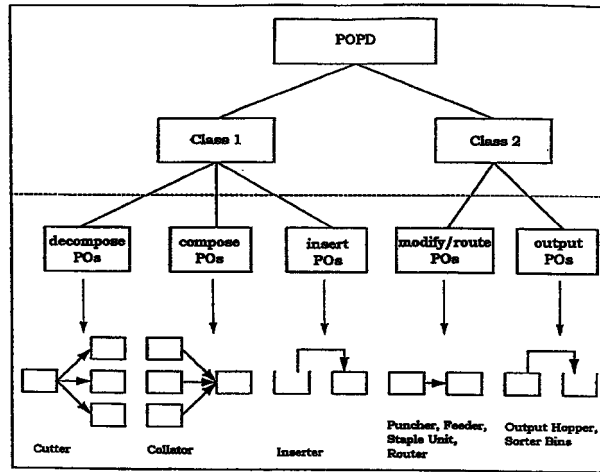 POPD
Class 1
Class 2
decompose
POs
compose
POs
insert
POs
modify/route
POs
output
POs
Cutter
Collator
Inserter
Puncher, Feeder,
Staple Unit,
Router
Output Hopper,
Sorter Bins